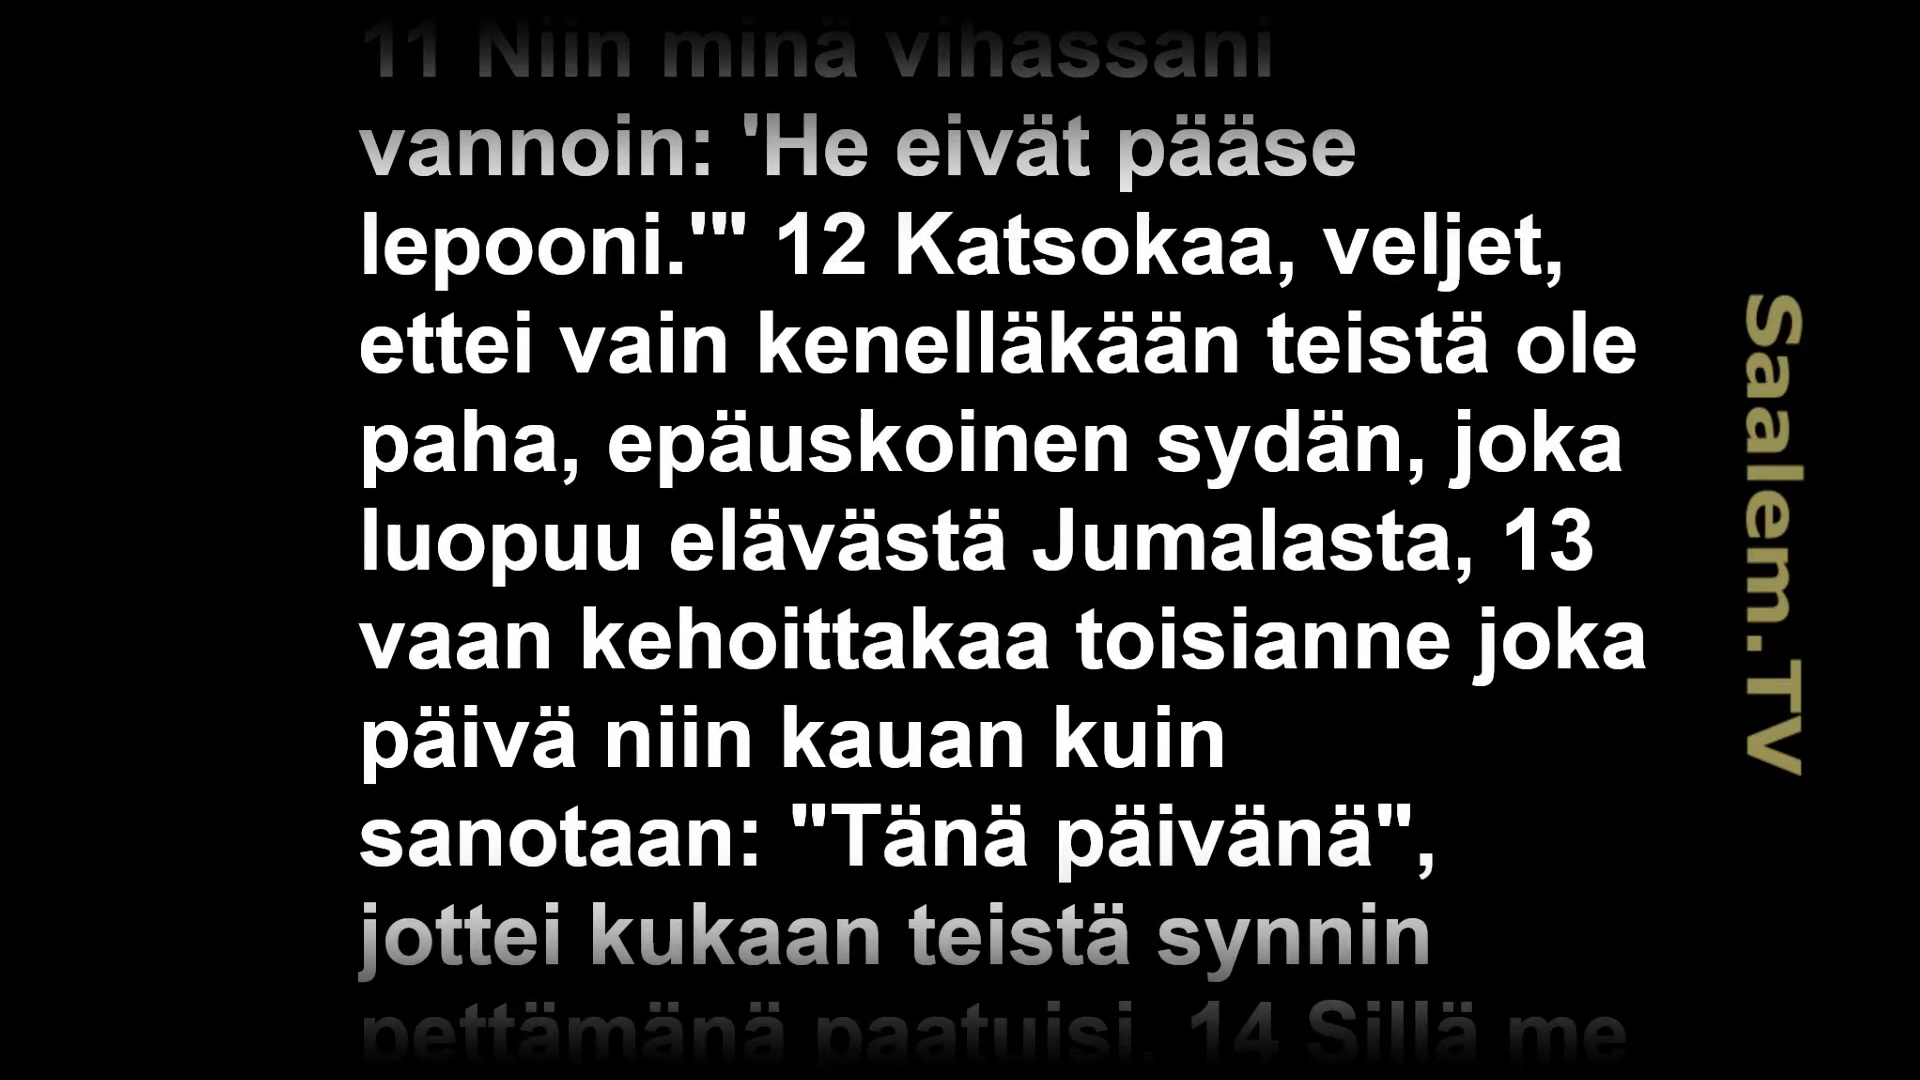 11 Niin minä vihassani
vannoin: 'He eivät pääse
lepooni.'" 12 Katsokaa, veljet,
ettei vain kenelläkään teistä ole
paha, epäuskoinen sydän, joka
luopuu elävästä Jumalasta, 13
vaan kehoittakaa toisianne joka
päivä niin kauan kuin
sanotaan: "Tänä päivänä",
jottei kukaan teistä synnin
pettämänä paatuisi. 14 Sillä me
Saalem.TV